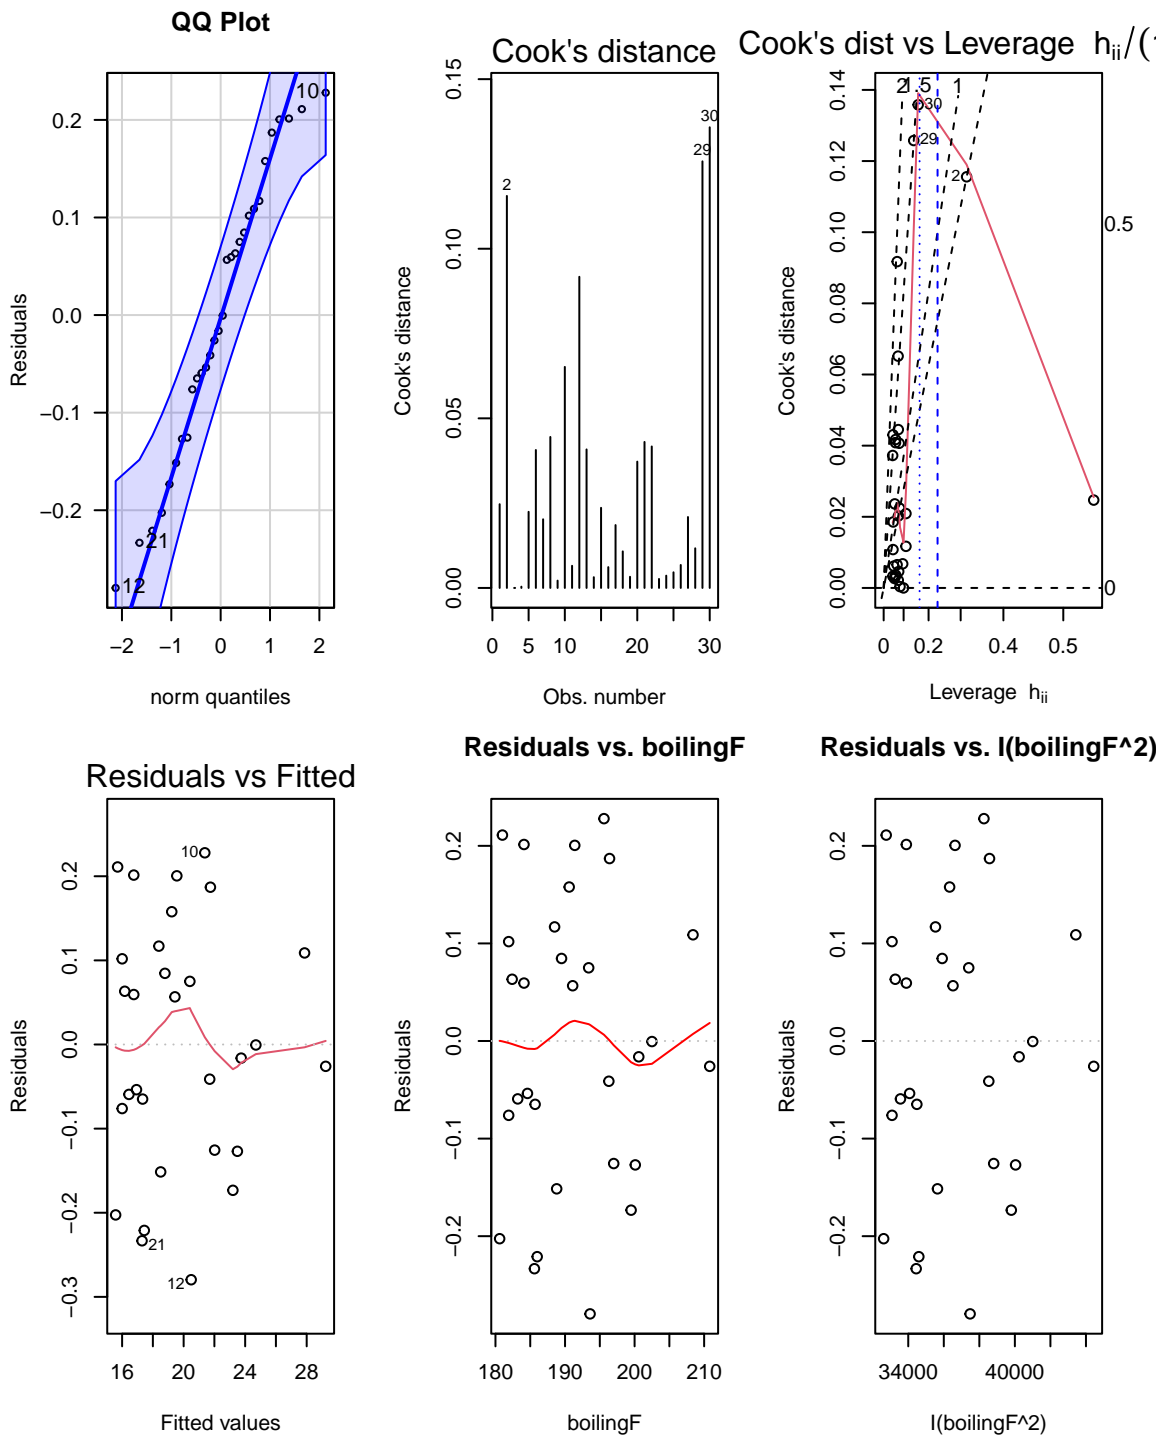 QQ Plot
10
21
12
0.2
0.1
0.0
−0.1
−0.2
Residuals
−2 −1 0 1 2
norm quantiles
Cook's distance
0.15
0.10
0.05
0.00
Cook's distance
2
29
30
0 5 10 20 30
Obs. number
Cook's dist vs Leverage hii/(1
2 1.5 1
30
29
2
0.5
0
0.14
0.12
0.10
0.08
0.06
0.04
0.02
0.00
Cook's distance
0 0.2 0.4 0.5
Leverage hii
Residuals vs Fitted
10
21
12
0.2
0.1
0.0
−0.1
−0.2
−0.3
Residuals
16 20 24 28
Fitted values
Residuals vs. boilingF
0.2
0.1
0.0
−0.1
−0.2
Residuals
180 190 200 210
boilingF
Residuals vs. I(boilingF^2)
0.2
0.1
0.0
−0.1
−0.2
Residuals
34000 40000
I(boilingF^2)